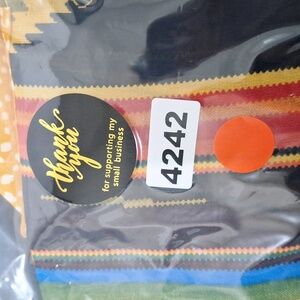 thank
you
for supporting my
small business
4242